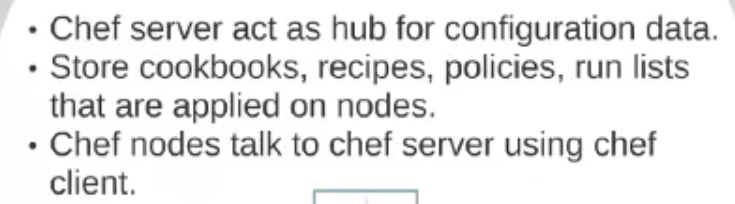 • Chef server act as hub for configuration data.
• Store cookbooks, recipes, policies, run lists
that are applied on nodes.
• Chef nodes talk to chef server using chef
client.